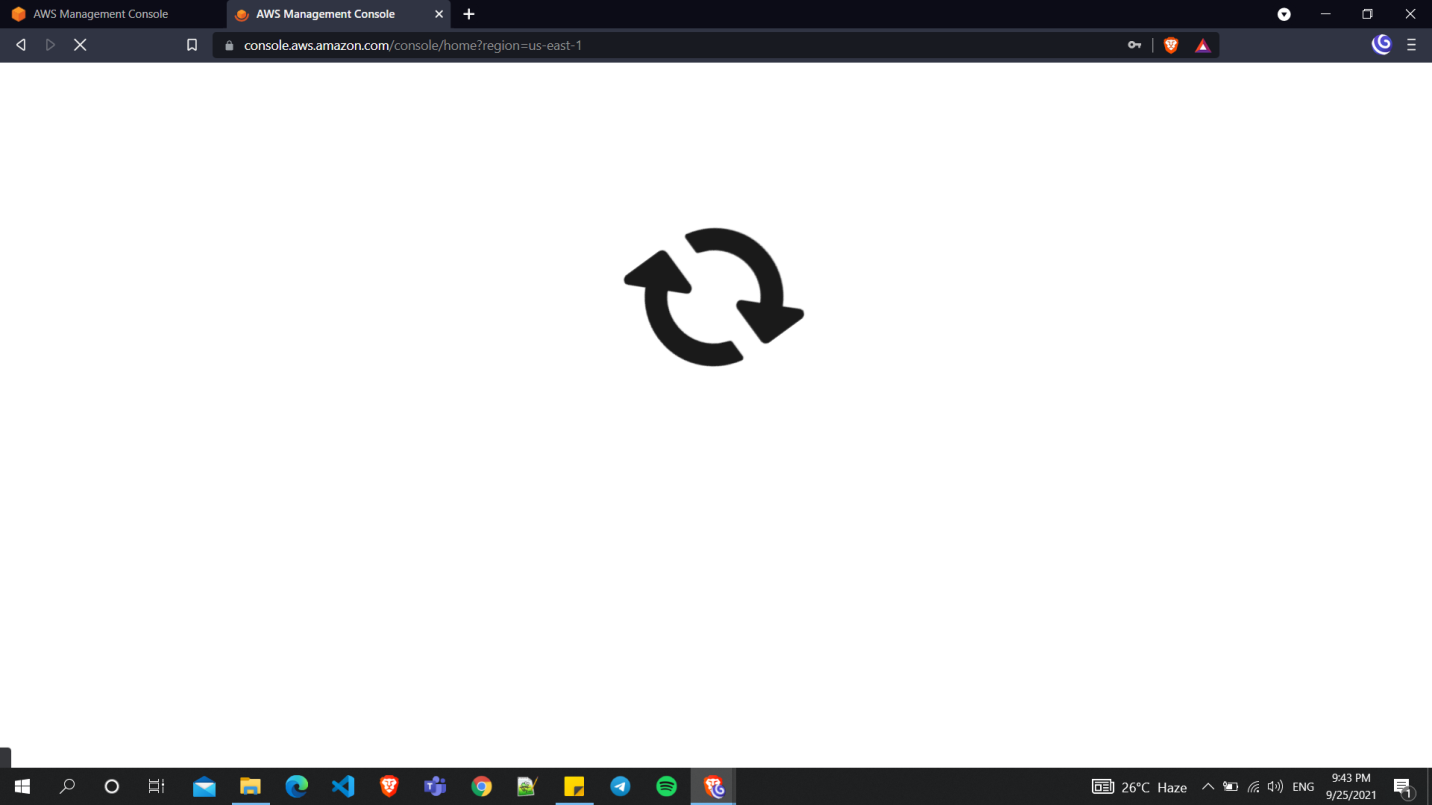 AWS Management Console
AWS Management Console
console.aws.amazon.com/console/home?region=us-east-1
26°C Haze
ENG
9:43 PM
9/25/2021
1